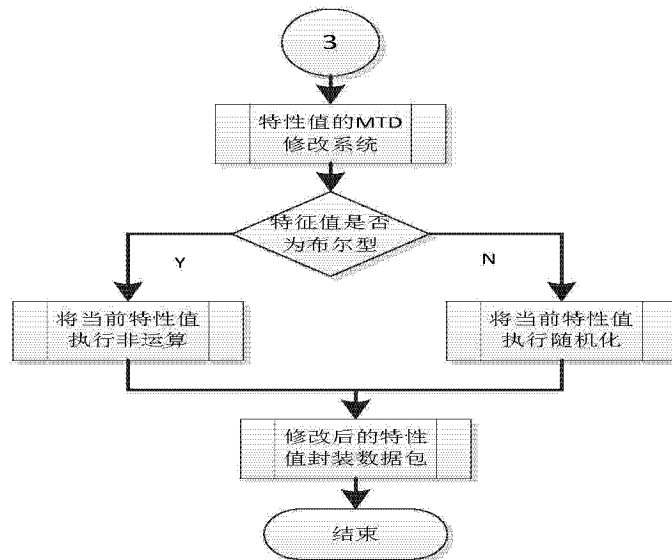 3
特性值的MTD
修改系统
特征值是否
为布尔型
Y
N
将当前特性值
执行非运算
将当前特性值
执行随机化
修改后的特性
值封装数据包
结束